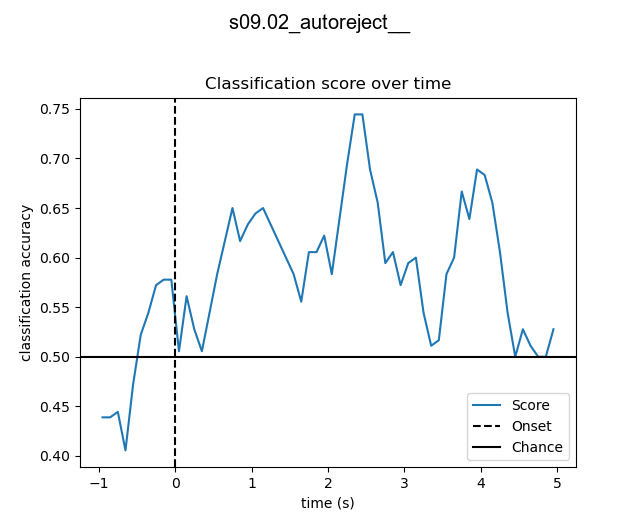 s09.02_autoreject__
Classification score over time
classification accuracy
0.75
0.70
0.65
0.60
0.55
0.50
0.45
0.40
−1
0
1
2
3
4
5
time (s)
Score
Onset
Chance